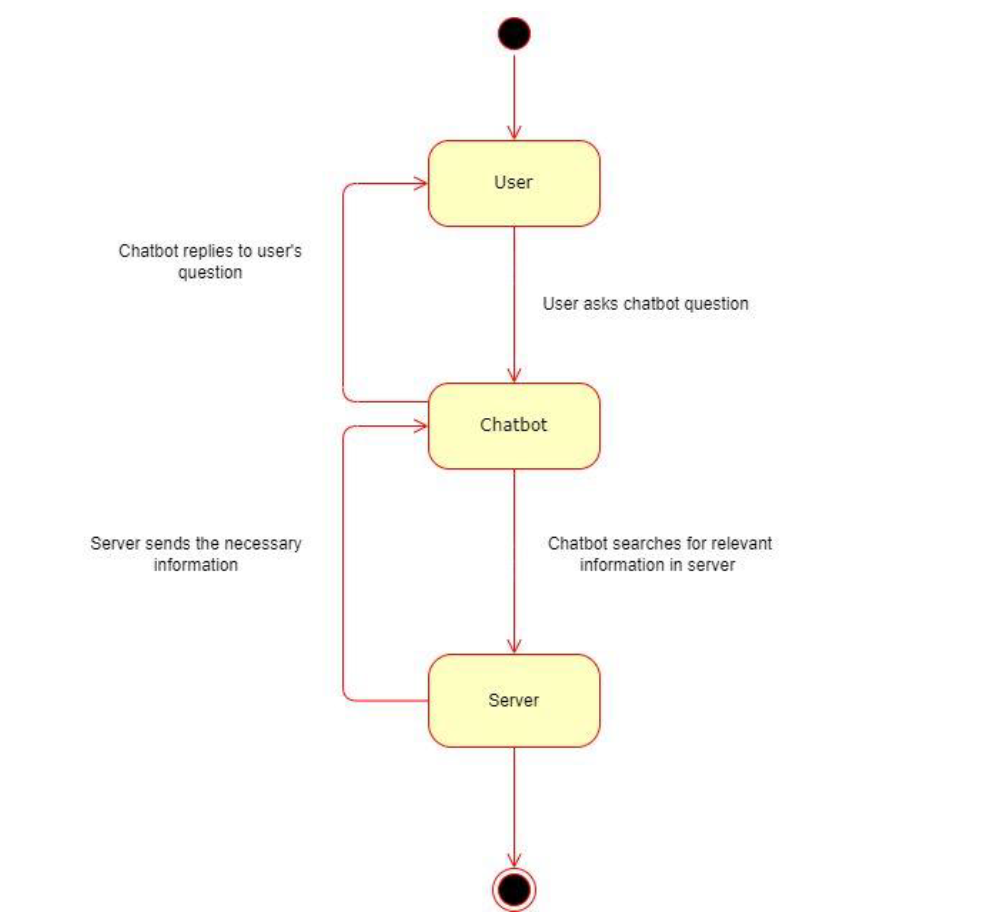 User
Chatbot replies to user's
question
User asks chatbot question
Chatbot
Server sends the necessary
information
Chatbot searches for relevant
information in server
Server